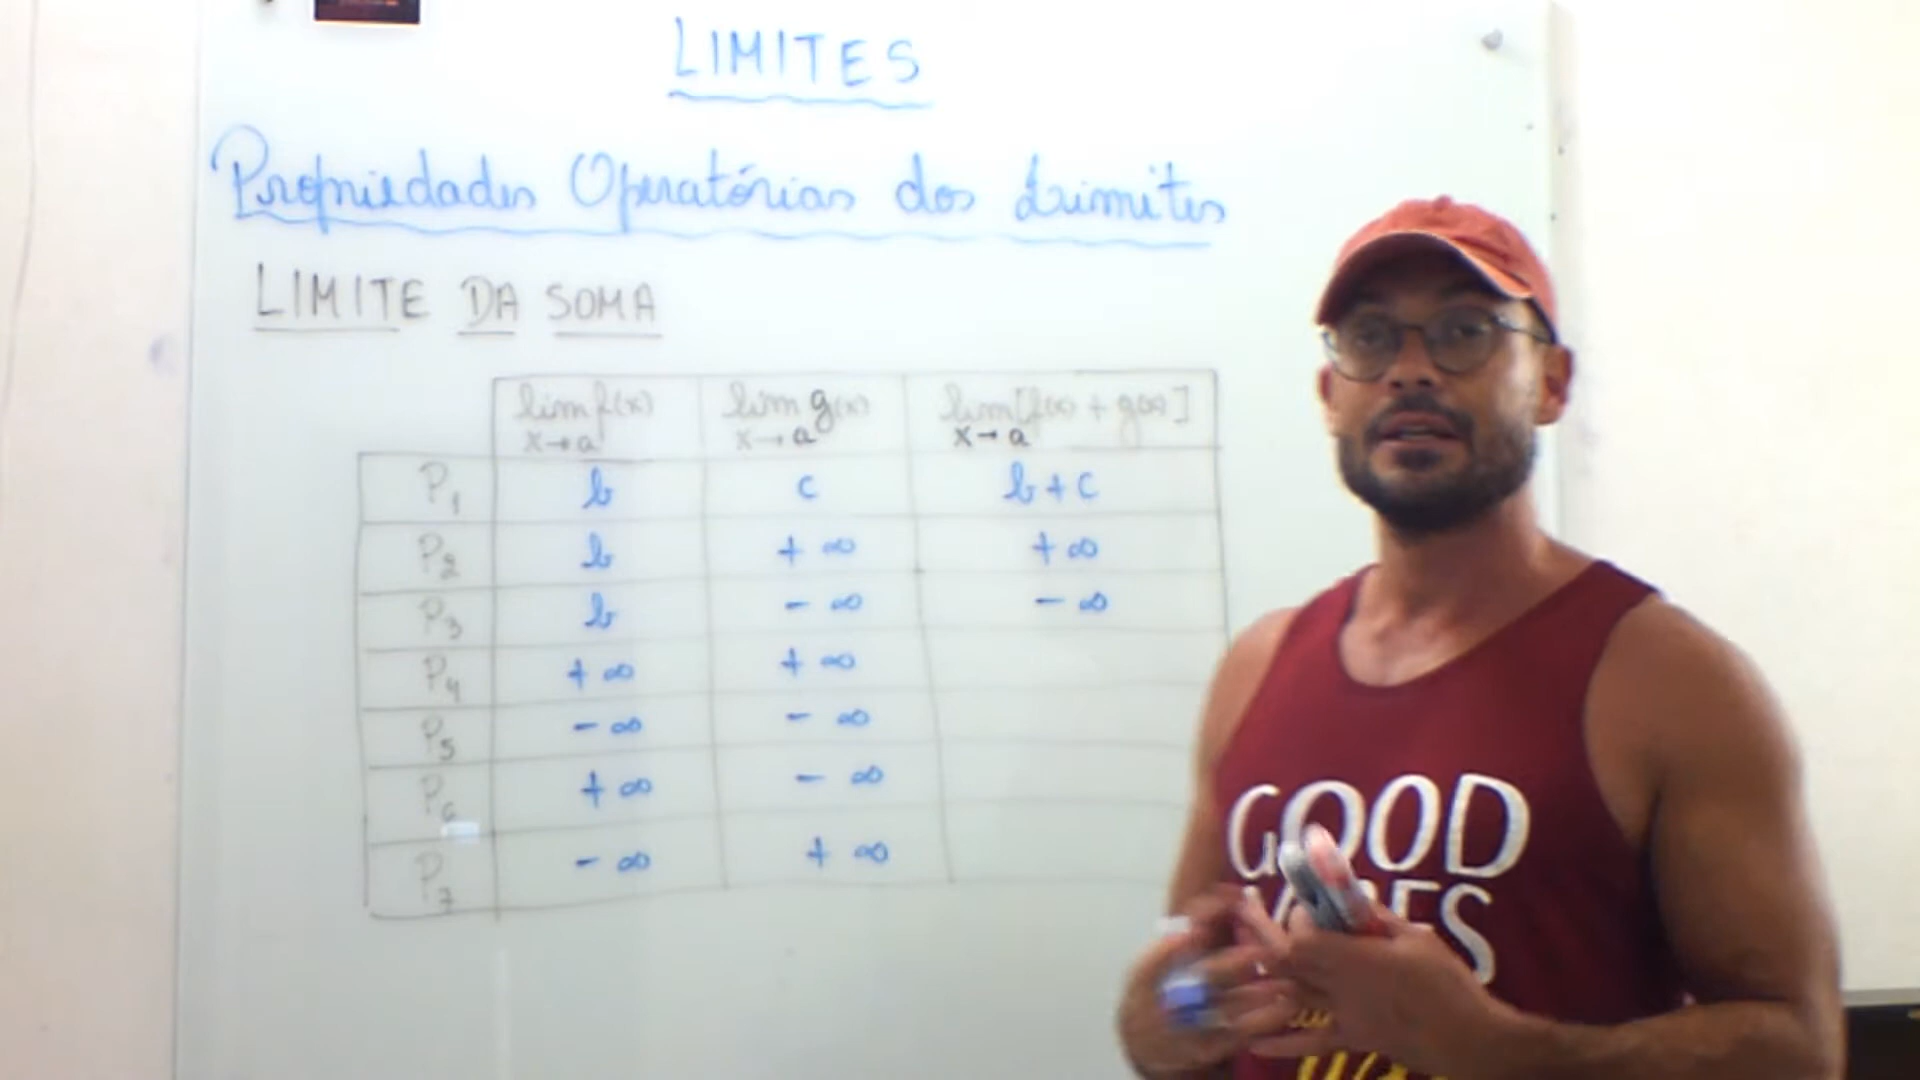 LIMITES
Propriedades Operatórias dos Limites
LIMITE DA SOMA
lim f(x) lim g(x) lim [f(x) + g(x)]
x→a x→a x→a
P1 b c b + c
P2 b + ∞ + ∞
P3 b - ∞ - ∞
P4 + ∞ + ∞
P5 - ∞ - ∞
P6 + ∞ - ∞
P7 - ∞ + ∞
GOOD